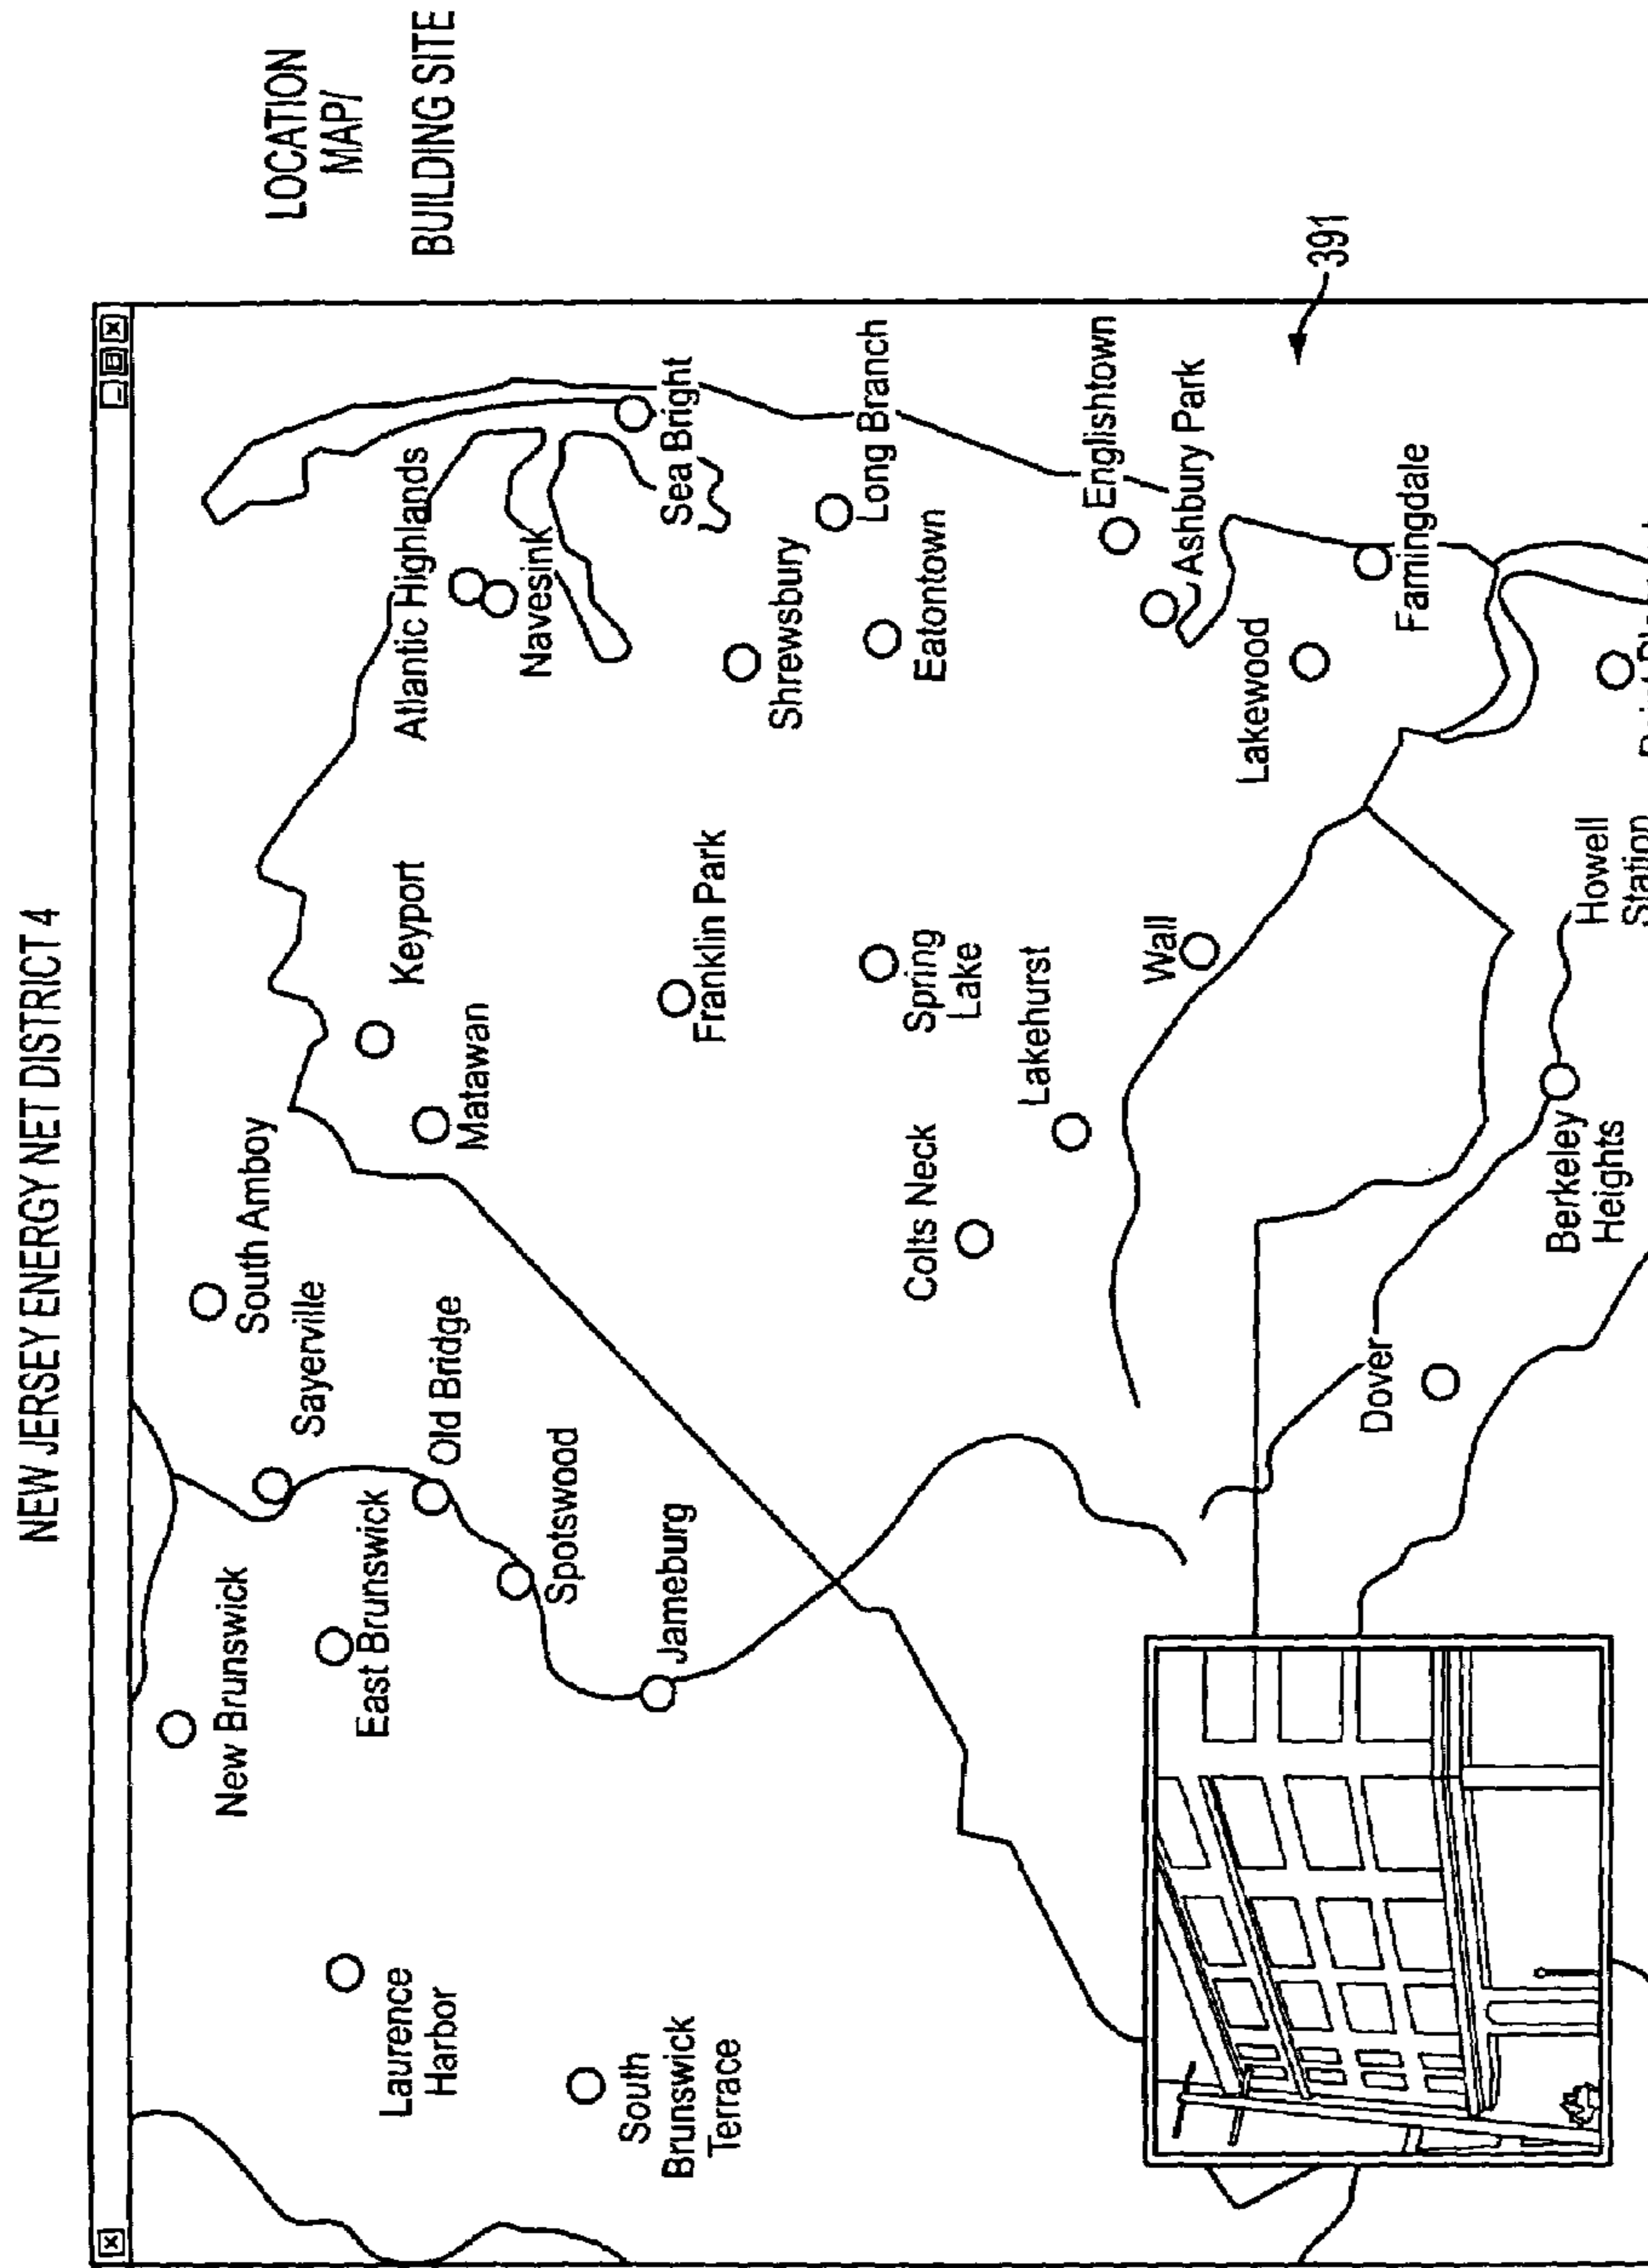 NEW JERSEY ENERGY NET DISTRICT 4
LOCATION
MAP/
BUILDING SITE
New Brunswick
South Amboy
Sayerville
East Brunswick
Laurence
Harbor
Keyport
Atlantic Highlands
Old Bridge
Matawan
Navesink
Spotswood
South
Brunswick
Terrace
Jameburg
Sea Bright
Franklin Park
Shrewsbury
Long Branch
Colts Neck
Spring
Lake
Eatontown
Lakehurst
Englishtown
Wall
Ashbury Park
Lakewood
391
Dover
Famingdale
Berkeley
Heights
Howell
Station